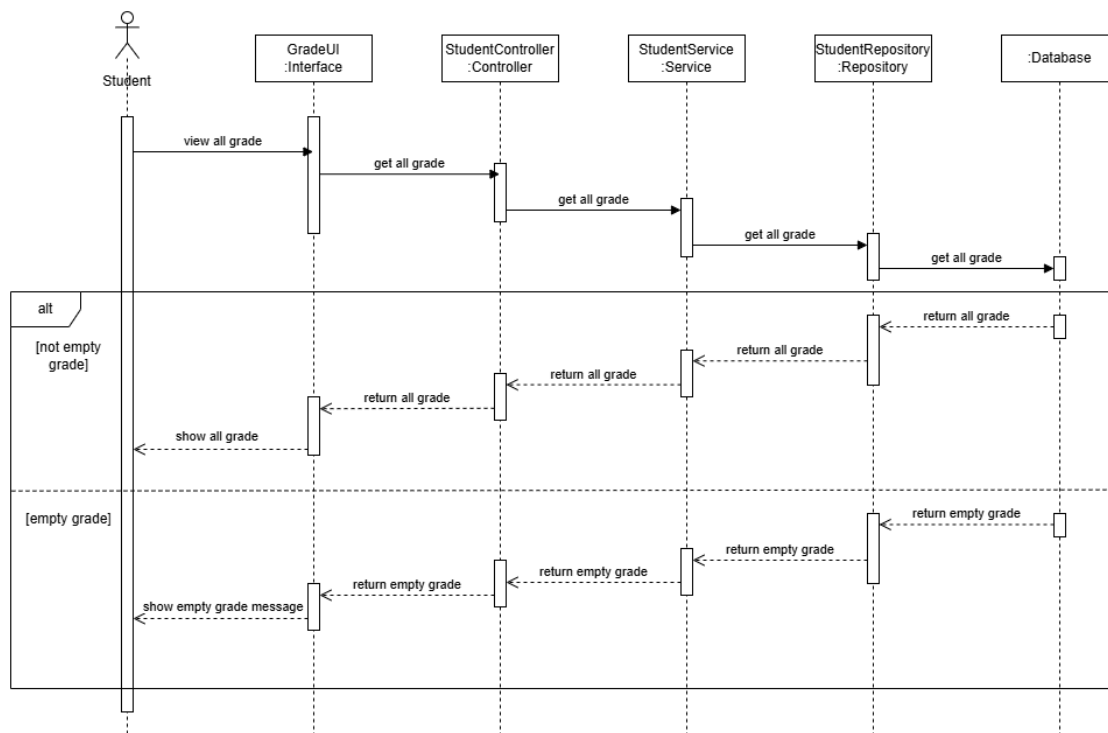 Student
GradeUI
:Interface
StudentController
:Controller
StudentService
:Service
StudentRepository
:Repository
:Database
view all grade
get all grade
get all grade
get all grade
get all grade
alt
[not empty
grade]
return all grade
return all grade
return all grade
return all grade
show all grade
[empty grade]
return empty grade
return empty grade
return empty grade
return empty grade
show empty grade message